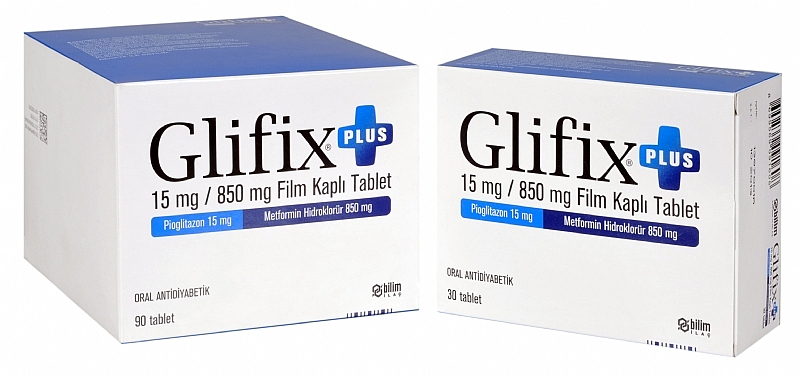 Glifix® PLUS
15 mg / 850 mg Film Kaplı Tablet
Pioglitazon 15 mg Metformin Hidroklorür 850 mg
ORAL ANTİDİYABETİK
90 tablet
bilim
İLAÇ
Glifix® PLUS
15 mg / 850 mg Film Kaplı Tablet
Pioglitazon 15 mg Metformin Hidroklorür 850 mg
ORAL ANTİDİYABETİK
30 tablet
bilim
İLAÇ
Glifix PLUS